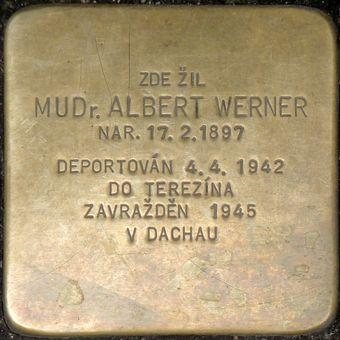 ZDE ŽIL
MUDr. ALBERT WERNER
NAR. 17.2.1897
DEPORTOVÁN 4.4.1942
DO TEREZÍNA
ZAVRAŽDĚN 1945
V DACHAU